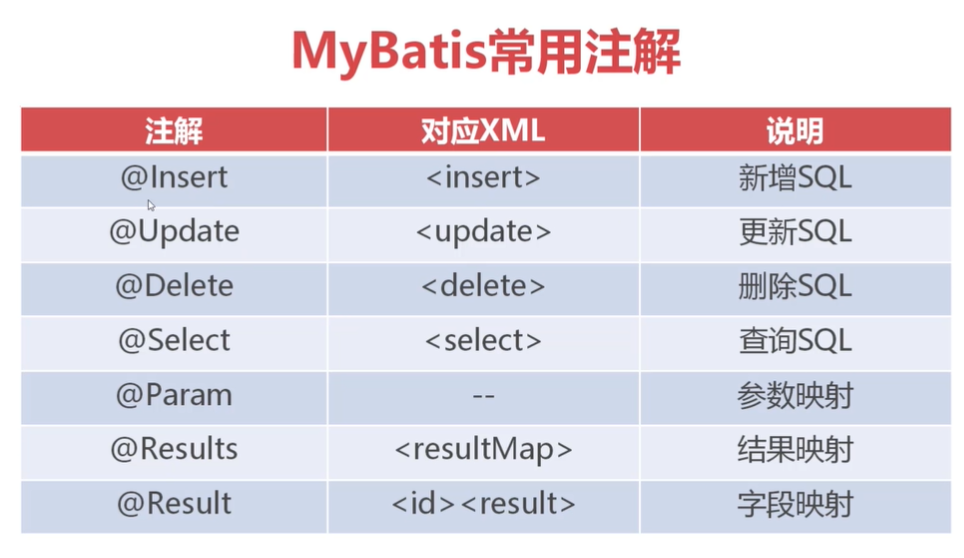 MyBatis常用注解
注解 对应XML 说明
@Insert <insert> 新增SQL
@Update <update> 更新SQL
@Delete <delete> 删除SQL
@Select <select> 查询SQL
@Param -- 参数映射
@Results <resultMap> 结果映射
@Result <id><result> 字段映射